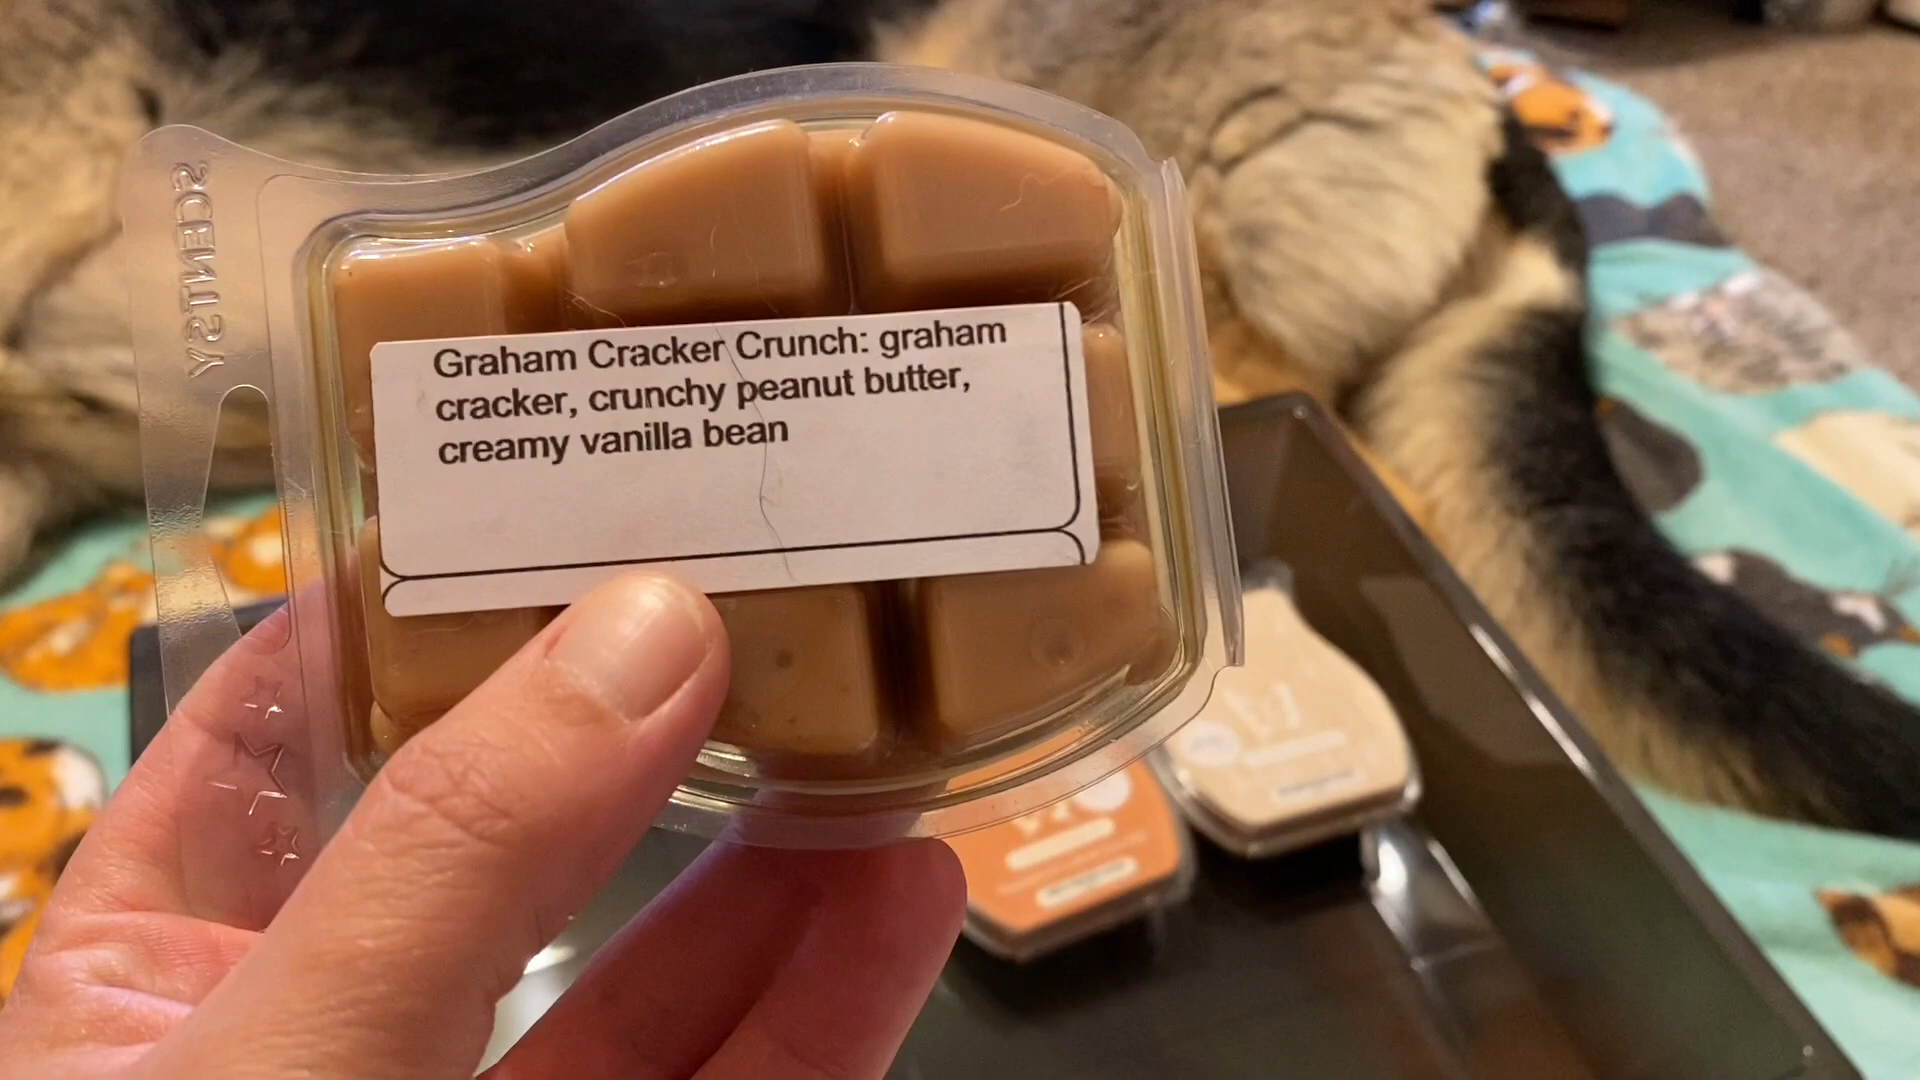 SCENTSY
Graham Cracker Crunch: graham
cracker, crunchy peanut butter,
creamy vanilla bean